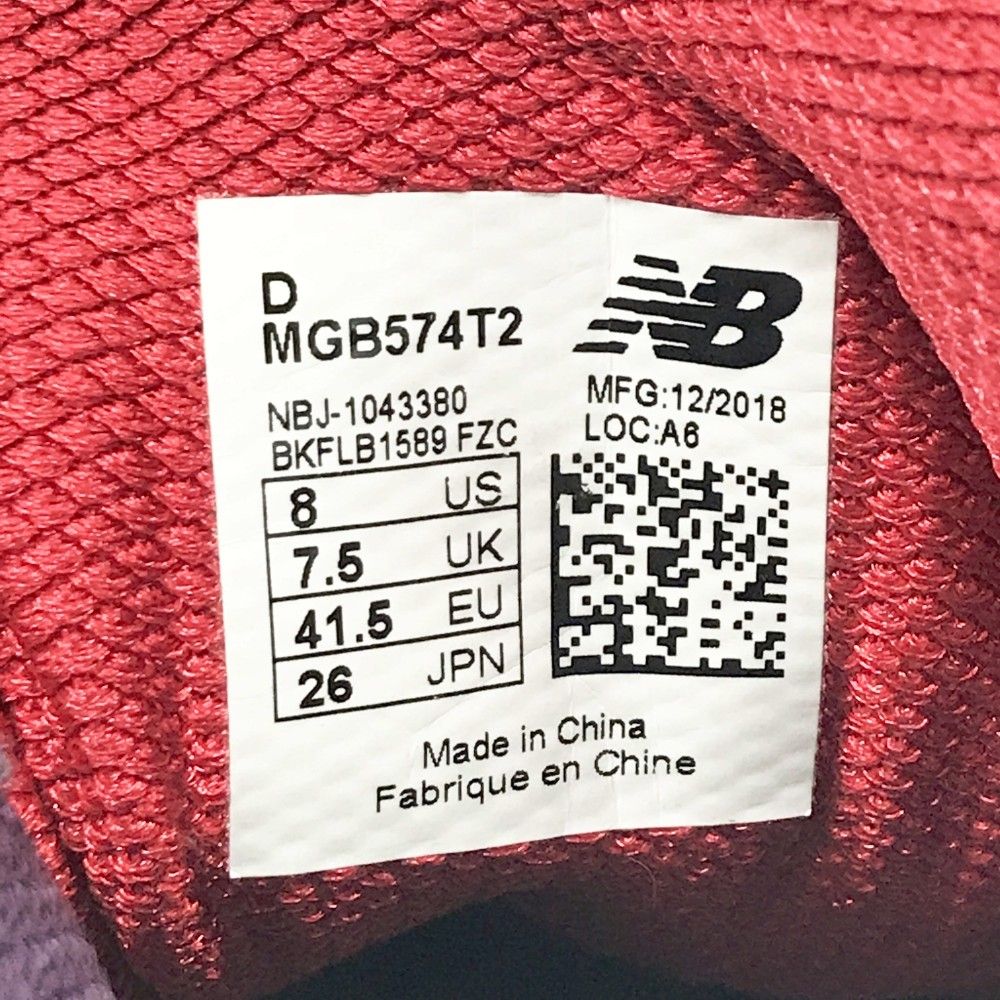 D
MGB574T2
NB
NBJ-1043380
BKFLB1589 FZC
MFG:12/2018
LOC:A6
8 US
7.5 UK
41.5 EU
26 JPN
Made in China
Fabrique en Chine